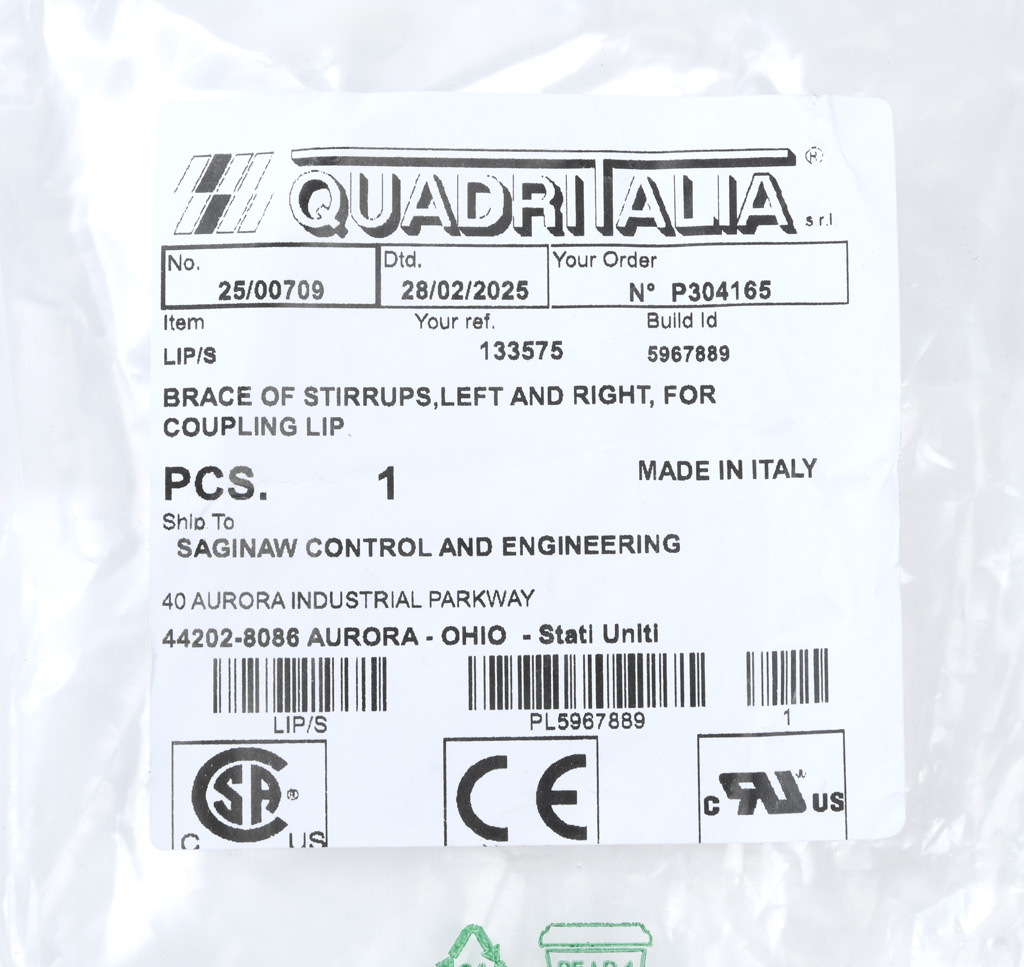 QUADRITALIA ® s r l
No. Dtd. Your Order
25/00709 28/02/2025 N° P304165
Item Your ref. Build Id
LIP/S 133575 5967889
BRACE OF STIRRUPS,LEFT AND RIGHT, FOR
COUPLING LIP
PCS. 1 MADE IN ITALY
Ship To
SAGINAW CONTROL AND ENGINEERING
40 AURORA INDUSTRIAL PARKWAY
44202-8086 AURORA - OHIO - Stati Uniti
LIP/S PL5967889 1
C SA ® US
CE
C RU US